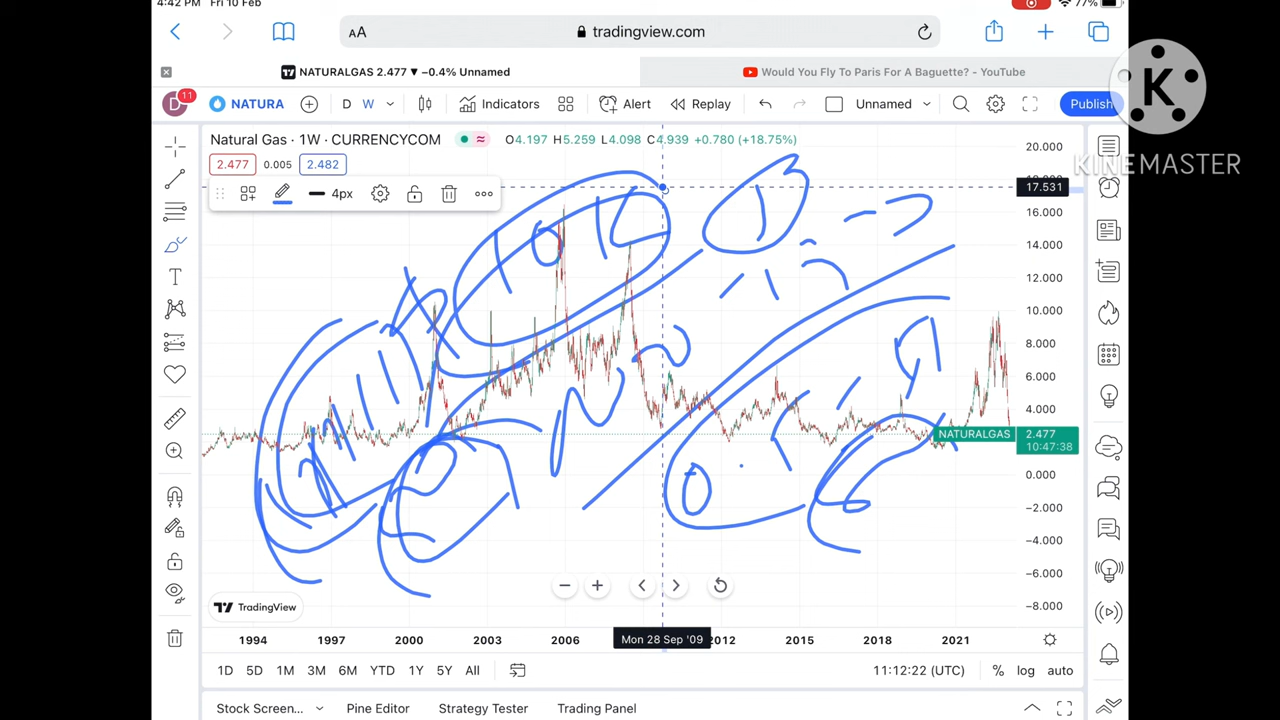 4:42 PM Fri 10 Feb 77%
AA tradingview.com
NATURALGAS 2.477 ▼ −0.4% Unnamed Would You Fly To Paris For A Baguette? - YouTube
D 11 NATURA D W Indicators Alert Replay Unnamed Publish
K
KINEMASTER
Natural Gas · 1W · CURRENCYCOM O4.197 H5.259 L4.098 C4.939 +0.780 (+18.75%)
2.477 0.005 2.482
4px
20.000
17.531
16.000
14.000
12.000
10.000
8.000
6.000
4.000
NATURALGAS 2.477
10:47:38
0.000
−2.000
−4.000
−6.000
−8.000
10K
TradingView
1994 1997 2000 2003 2006 Mon 28 Sep '09 2012 2015 2018 2021
1D 5D 1M 3M 6M YTD 1Y 5Y All 11:12:22 (UTC) % log auto
Stock Screen... Pine Editor Strategy Tester Trading Panel